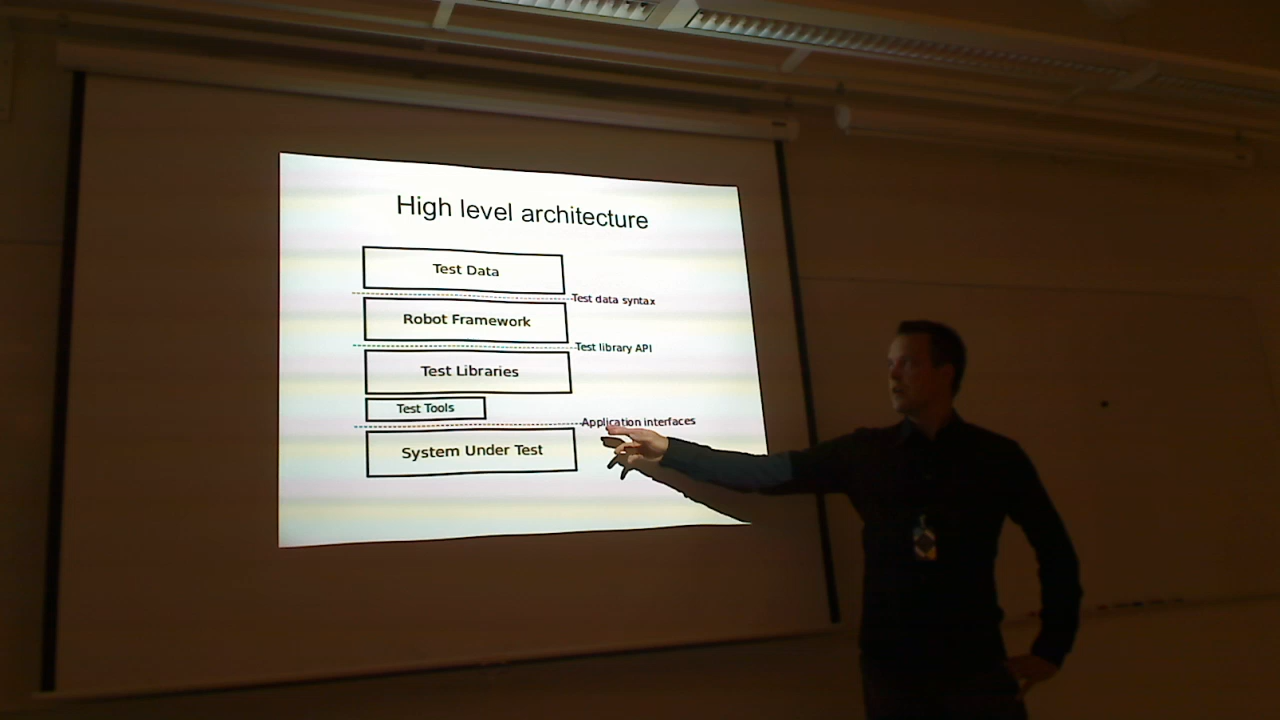 High level architecture
Test Data
Test data syntax
Robot Framework
Test library API
Test Libraries
Test Tools
Application interfaces
System Under Test